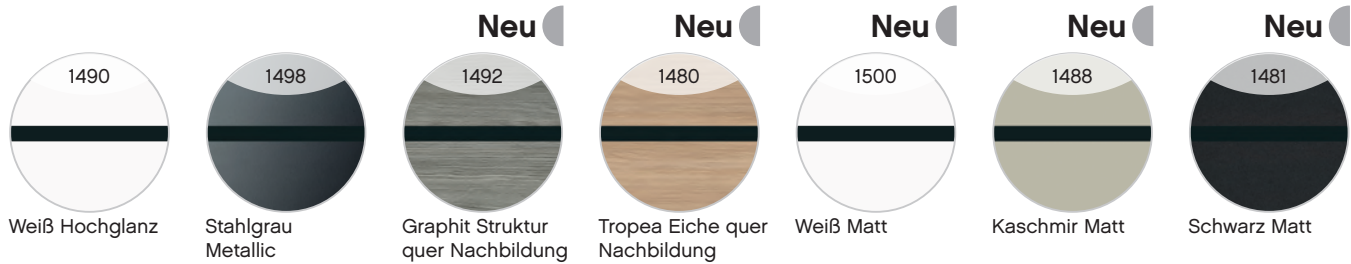 Neu Neu Neu Neu Neu
1490 1498 1492 1480 1500 1488 1481
Weiß Hochglanz
Stahlgrau
Metallic
Graphit Struktur
quer Nachbildung
Tropea Eiche quer
Nachbildung
Weiß Matt
Kaschmir Matt
Schwarz Matt